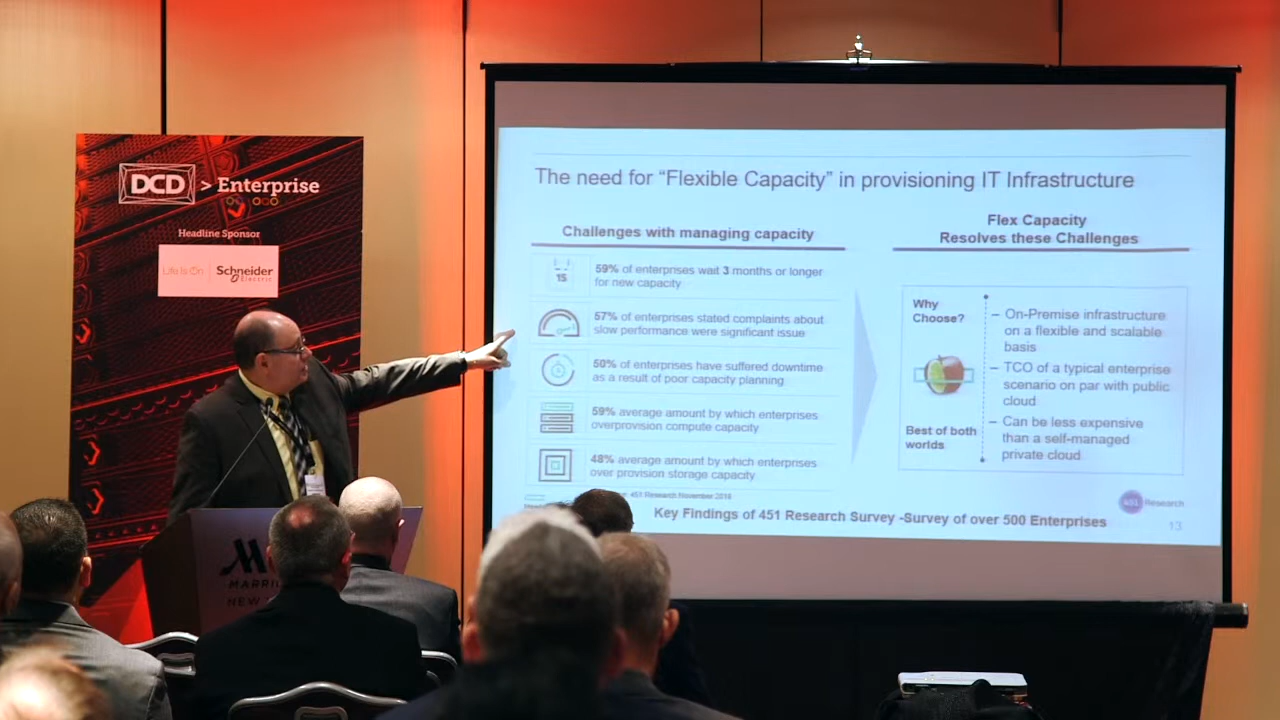 DCD > Enterprise
Headline Sponsor
Life Is On | Schneider
Electric
MARRI
NEW
The need for “Flexible Capacity” in provisioning IT Infrastructure
Challenges with managing capacity
15
59% of enterprises wait 3 months or longer
for new capacity
57% of enterprises stated complaints about
slow performance were significant issue
50% of enterprises have suffered downtime
as a result of poor capacity planning
59% average amount by which enterprises
overprovision compute capacity
48% average amount by which enterprises
over provision storage capacity
Flex Capacity
Resolves these Challenges
Why
Choose?
Best of both
worlds
– On-Premise infrastructure
on a flexible and scalable
basis
– TCO of a typical enterprise
scenario on par with public
cloud
– Can be less expensive
than a self-managed
private cloud
451 Research November 2016
Key Findings of 451 Research Survey -Survey of over 500 Enterprises
451 Research
13